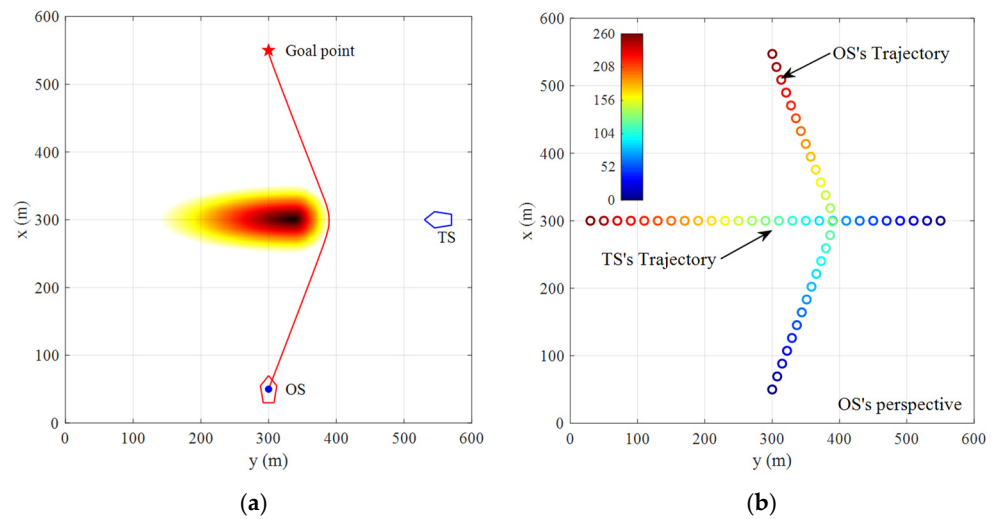 600
500
400
300
200
100
0
x (m)
Goal point
TS
OS
0 100 200 300 400 500 600
y (m)
(a)
600
500
400
300
200
100
0
x (m)
260
208
156
104
52
0
OS's Trajectory
TS's Trajectory
OS's perspective
0 100 200 300 400 500 600
y (m)
(b)